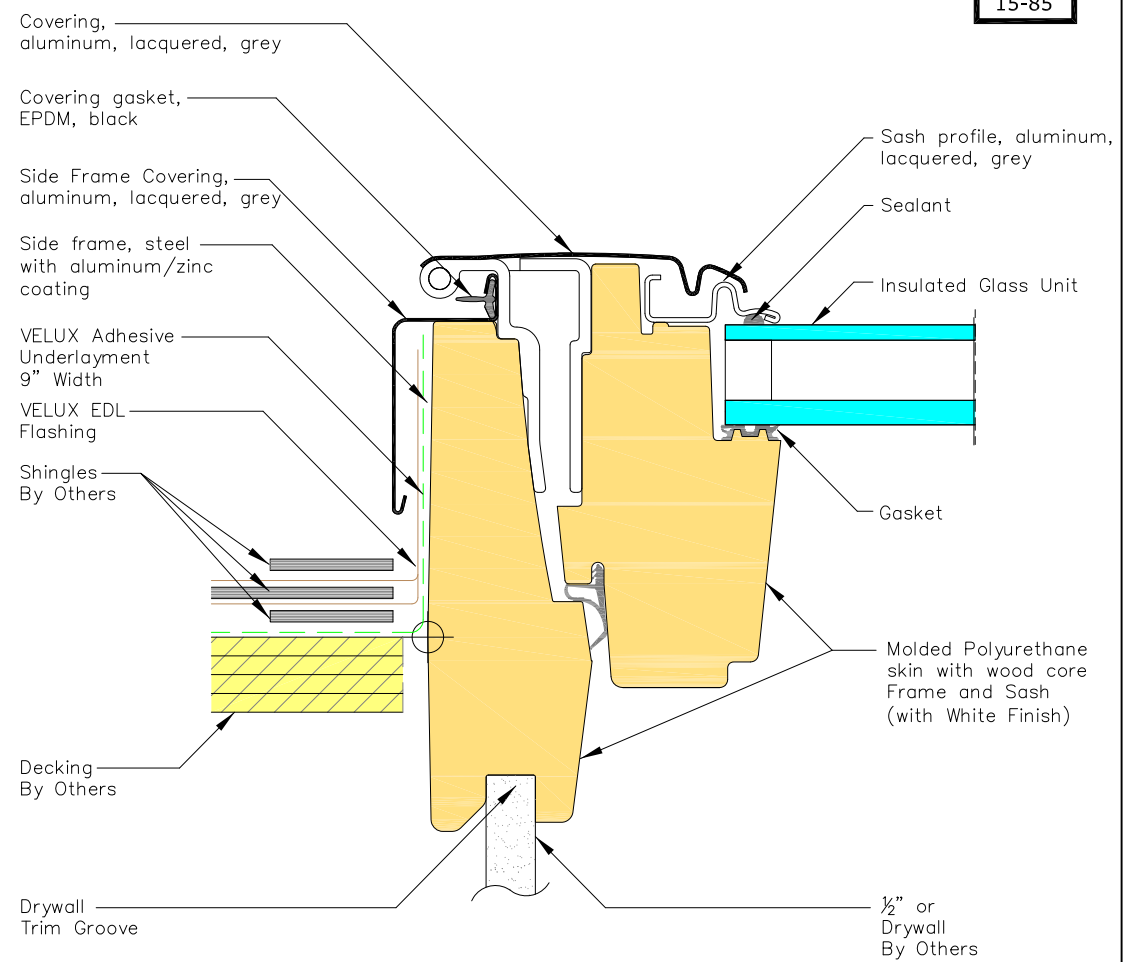 15-85
Covering,
aluminum, lacquered, grey
Covering gasket,
EPDM, black
Side Frame Covering,
aluminum, lacquered, grey
Side frame, steel
with aluminum/zinc
coating
VELUX Adhesive
Underlayment
9" Width
VELUX EDL
Flashing
Shingles
By Others
Decking
By Others
Drywall
Trim Groove
Sash profile, aluminum,
lacquered, grey
Sealant
Insulated Glass Unit
Gasket
Molded Polyurethane
skin with wood core
Frame and Sash
(with White Finish)
½" or
Drywall
By Others